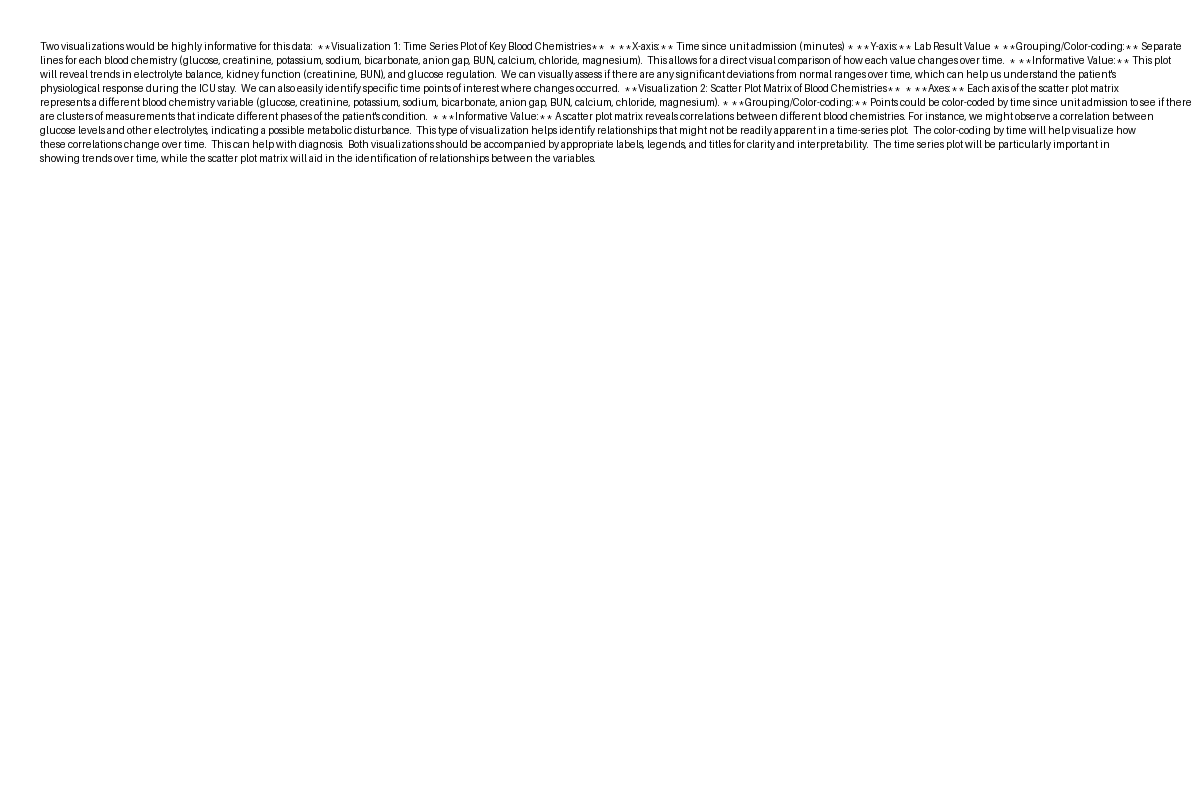 Two visualizations would be highly informative for this data:  **Visualization 1: Time Series Plot of Key Blood Chemistries**  * **X-axis:** Time since unit admission (minutes) * **Y-axis:** Lab Result Value  * **Grouping/Color-coding:** Separate
lines for each blood chemistry (glucose, creatinine, potassium, sodium, bicarbonate, anion gap, BUN, calcium, chloride, magnesium).  This allows for a direct visual comparison of how each value changes over time.  * **Informative Value:** This plot
will reveal trends in electrolyte balance, kidney function (creatinine, BUN), and glucose regulation.  We can visually assess if there are any significant deviations from normal ranges over time, which can help us understand the patient's
physiological response during the ICU stay.  We can also easily identify specific time points of interest where changes occurred.  **Visualization 2: Scatter Plot Matrix of Blood Chemistries**  * **Axes:** Each axis of the scatter plot matrix
represents a different blood chemistry variable (glucose, creatinine, potassium, sodium, bicarbonate, anion gap, BUN, calcium, chloride, magnesium).  * **Grouping/Color-coding:** Points could be color-coded by time since unit admission to see if there
are clusters of measurements that indicate different phases of the patient's condition.  * **Informative Value:** A scatter plot matrix reveals correlations between different blood chemistries. For instance, we might observe a correlation between
glucose levels and other electrolytes, indicating a possible metabolic disturbance.  This type of visualization helps identify relationships that might not be readily apparent in a time-series plot.  The color-coding by time will help visualize how
these correlations change over time.  This can help with diagnosis.  Both visualizations should be accompanied by appropriate labels, legends, and titles for clarity and interpretability.  The time series plot will be particularly important in
showing trends over time, while the scatter plot matrix will aid in the identification of relationships between the variables.